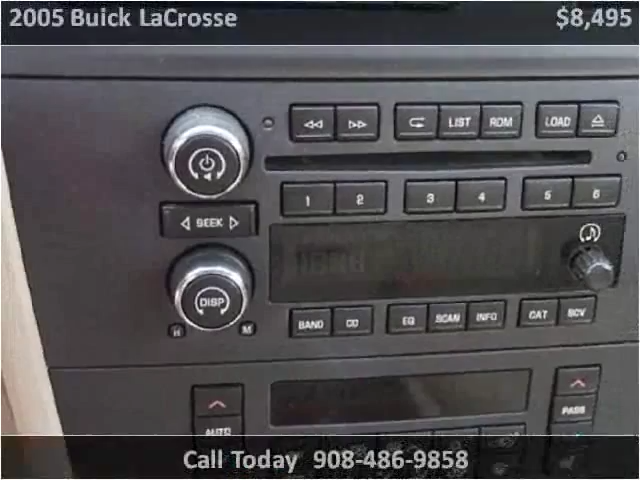 2005 Buick LaCrosse $8,495
LIST RDM LOAD
1 2 3 4 5 6
SEEK
DISP
H M
BAND CD EQ SCAN INFO CAT SCV
AUTO PASS
Call Today 908-486-9858